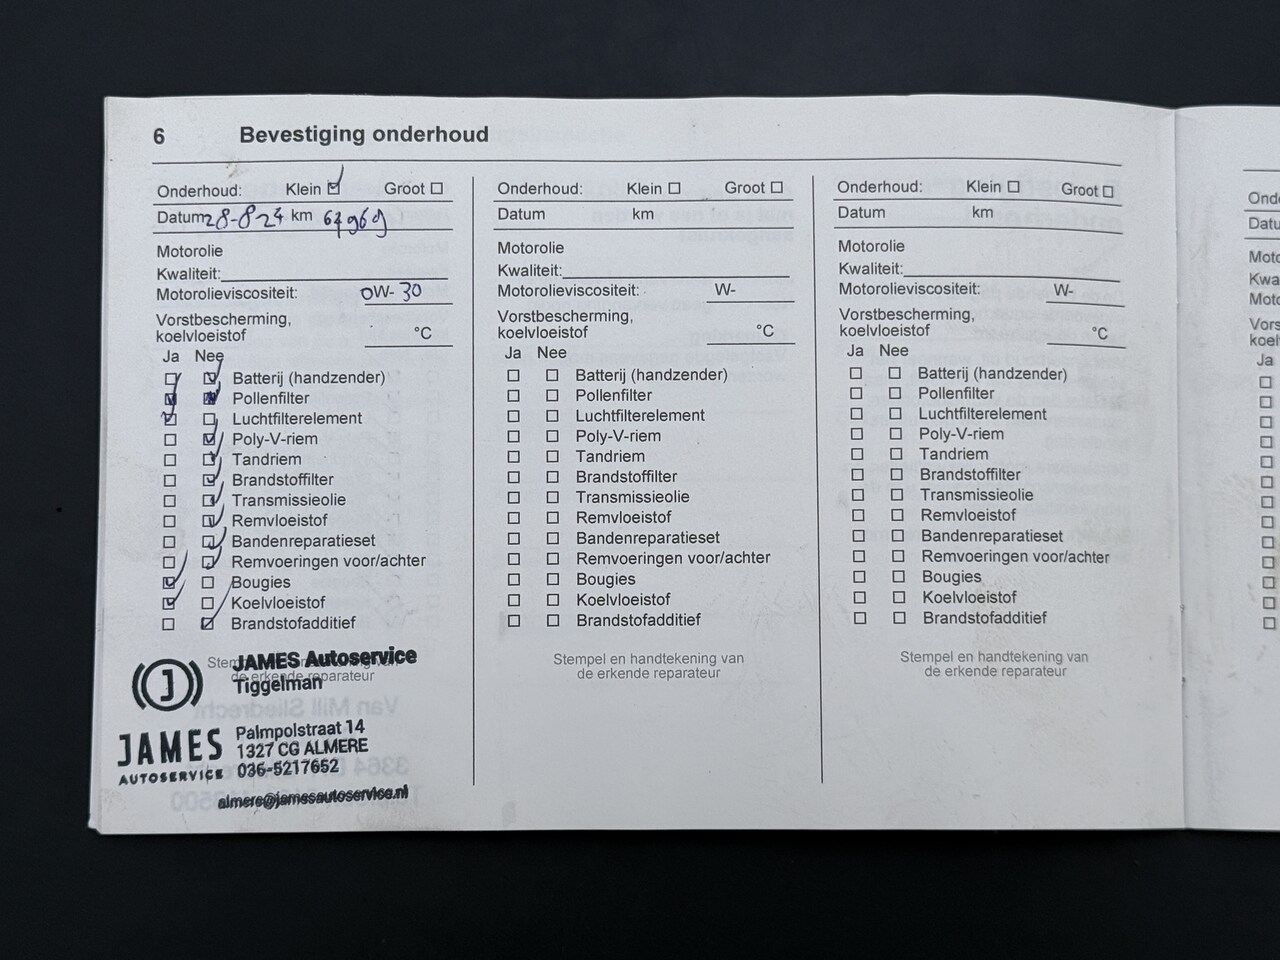 6 Bevestiging onderhoud
Onderhoud: Klein Groot
Datum 28-8 24 km 67969
Motorolie
Kwaliteit:
Motorolieviscositeit: 0W- 30
Vorstbescherming,
koelvloeistof °C
Ja Nee
Batterij (handzender)
Pollenfilter
Luchtfilterelement
Poly-V-riem
Tandriem
Brandstoffilter
Transmissieolie
Remvloeistof
Bandenreparatieset
Remvoeringen voor/achter
Bougies
Koelvloeistof
Brandstofadditief
JAMES Autoservice
Tiggelman
de erkende reparateur
J
JAMES
AUTOSERVICE
Palmpolstraat 14
1327 CG ALMERE
036-5217652
almere@jamesautoservice.nl
Onderhoud: Klein Groot
Datum km
Motorolie
Kwaliteit:
Motorolieviscositeit: W-
Vorstbescherming,
koelvloeistof °C
Ja Nee
Batterij (handzender)
Pollenfilter
Luchtfilterelement
Poly-V-riem
Tandriem
Brandstoffilter
Transmissieolie
Remvloeistof
Bandenreparatieset
Remvoeringen voor/achter
Bougies
Koelvloeistof
Brandstofadditief
Stempel en handtekening van
de erkende reparateur
Onderhoud: Klein Groot
Datum km
Motorolie
Kwaliteit:
Motorolieviscositeit: W-
Vorstbescherming,
koelvloeistof °C
Ja Nee
Batterij (handzender)
Pollenfilter
Luchtfilterelement
Poly-V-riem
Tandriem
Brandstoffilter
Transmissieolie
Remvloeistof
Bandenreparatieset
Remvoeringen voor/achter
Bougies
Koelvloeistof
Brandstofadditief
Stempel en handtekening van
de erkende reparateur
Ja